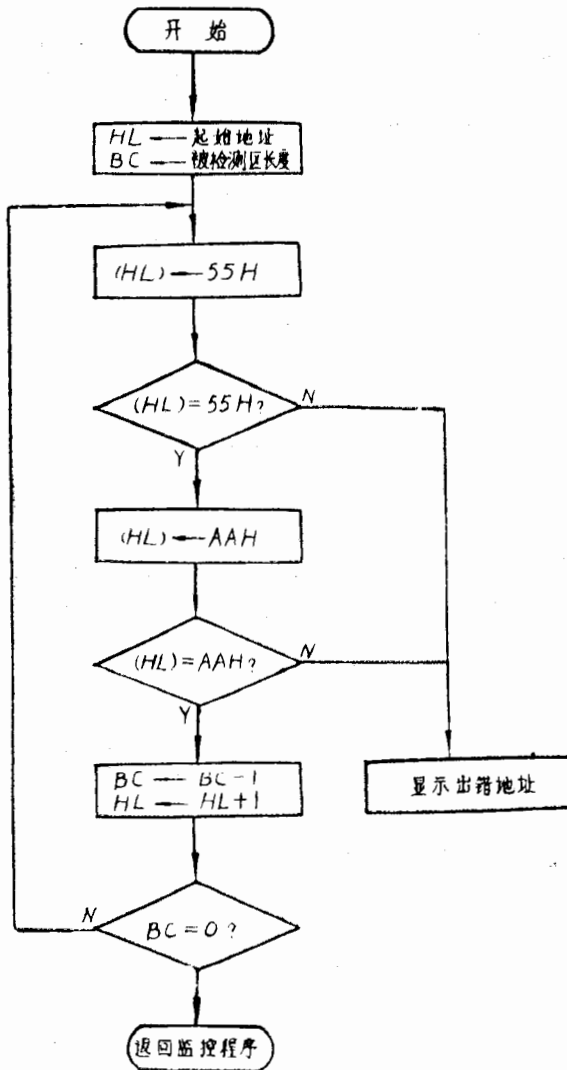 开 始
HL ← 起始地址
BC ← 被检测区长度
(HL) ← 55H
(HL)=55H?
N
Y
(HL) ← AAH
(HL)=AAH?
N
Y
BC ← BC-1
HL ← HL+1
显示出错地址
N
BC=0?
返回监控程序